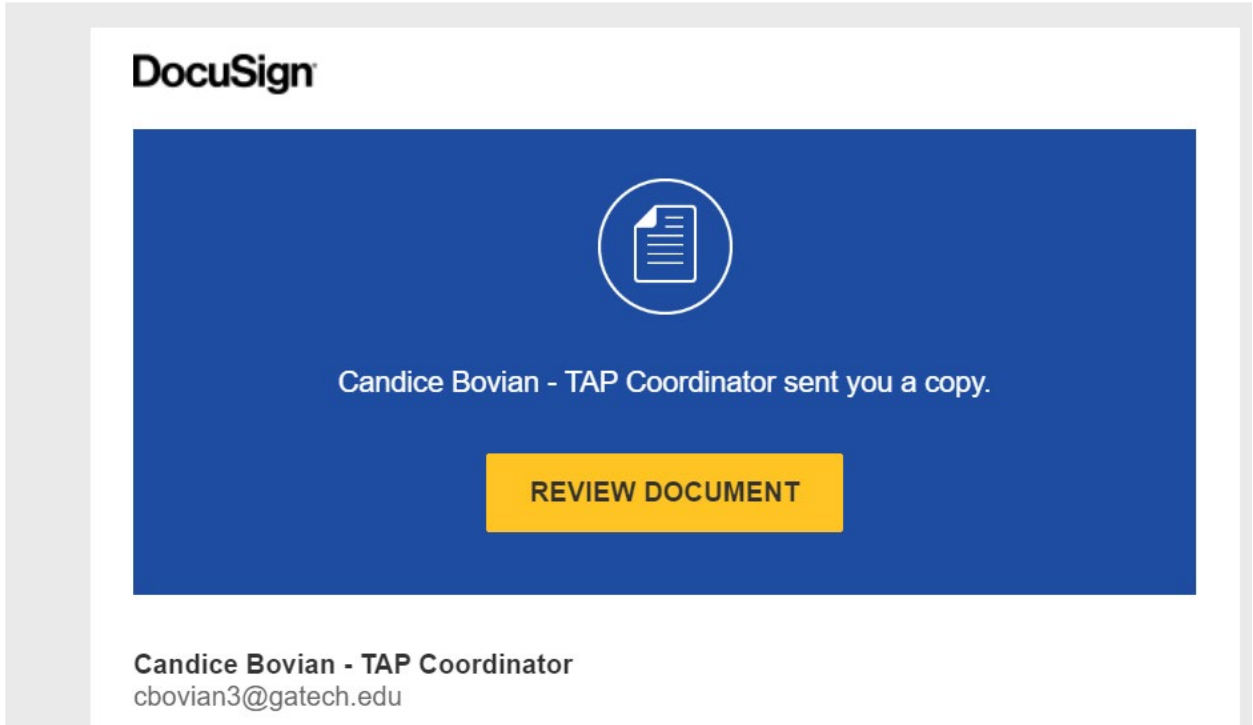 DocuSign
Candice Bovian - TAP Coordinator sent you a copy.
REVIEW DOCUMENT
Candice Bovian - TAP Coordinator
cbovian3@gatech.edu